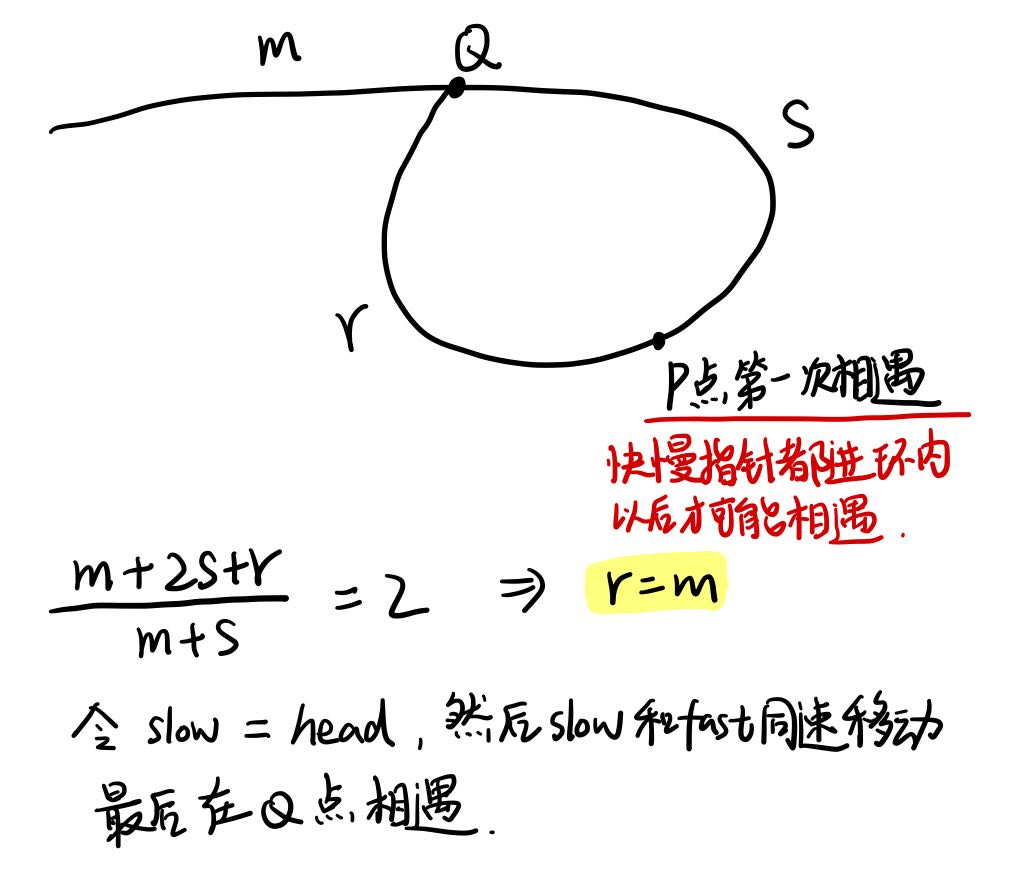 m
Q
S
r
P点第一次相遇
快慢指针都进环内
以后才可能相遇.
m+2S+r
m+S
= 2 ⇒ r=m
令 slow = head, 然后slow和fast同速移动
最后在Q点相遇.